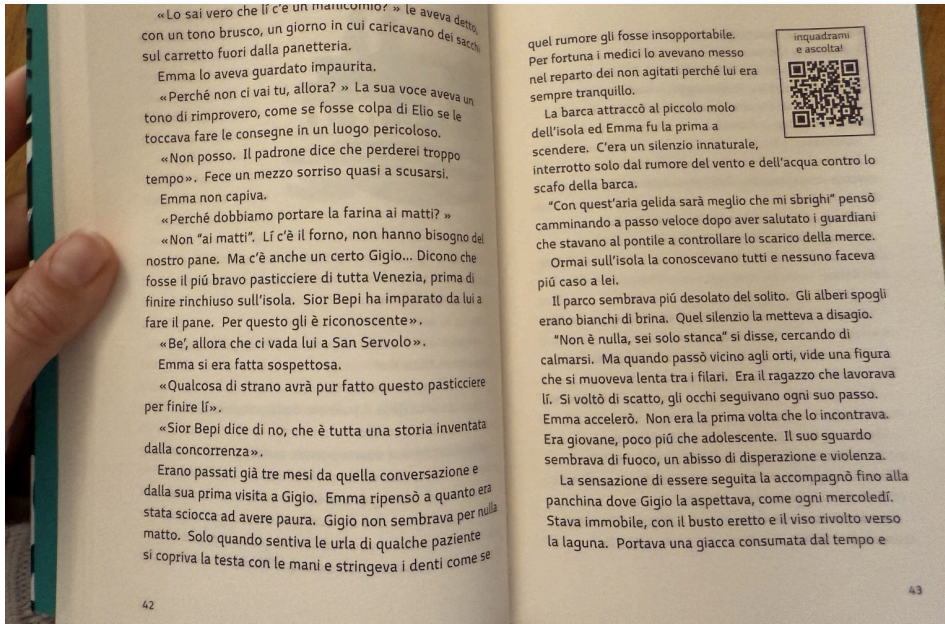 «Lo sai vero che lí c'è un manicomio? » le aveva detto,
con un tono brusco, un giorno in cui caricavano dei sacchi
sul carretto fuori dalla panetteria.
Emma lo aveva guardato impaurita.
«Perché non ci vai tu, allora? » La sua voce aveva un
tono di rimprovero, come se fosse colpa di Elio se le
toccava fare le consegne in un luogo pericoloso.
«Non posso. Il padrone dice che perderei troppo
tempo». Fece un mezzo sorriso quasi a scusarsi.
Emma non capiva.
«Perché dobbiamo portare la farina ai matti? »
«Non “ai matti”. Lí c'è il forno, non hanno bisogno del
nostro pane. Ma c'è anche un certo Gigio... Dicono che
fosse il piú bravo pasticciere di tutta Venezia, prima di
finire rinchiuso sull'isola. Sior Bepi ha imparato da lui a
fare il pane. Per questo gli è riconoscente».
«Be', allora che ci vada lui a San Servolo».
Emma si era fatta sospettosa.
«Qualcosa di strano avrà pur fatto questo pasticciere
per finire lí».
«Sior Bepi dice di no, che è tutta una storia inventata
dalla concorrenza».
Erano passati già tre mesi da quella conversazione e
dalla sua prima visita a Gigio. Emma ripensò a quanto era
stata sciocca ad avere paura. Gigio non sembrava per nulla
matto. Solo quando sentiva le urla di qualche paziente
si copriva la testa con le mani e stringeva i denti come se
42
quel rumore gli fosse insopportabile.
Per fortuna i medici lo avevano messo
nel reparto dei non agitati perché lui era
sempre tranquillo.
La barca attraccò al piccolo molo
dell'isola ed Emma fu la prima a
scendere. C'era un silenzio innaturale,
interrotto solo dal rumore del vento e dell'acqua contro lo
scafo della barca.
“Con quest'aria gelida sarà meglio che mi sbrighi” pensò
camminando a passo veloce dopo aver salutato i guardiani
che stavano al pontile a controllare lo scarico della merce.
Ormai sull'isola la conoscevano tutti e nessuno faceva
piú caso a lei.
Il parco sembrava piú desolato del solito. Gli alberi spogli
erano bianchi di brina. Quel silenzio la metteva a disagio.
“Non è nulla, sei solo stanca” si disse, cercando di
calmarsi. Ma quando passò vicino agli orti, vide una figura
che si muoveva lenta tra i filari. Era il ragazzo che lavorava
lí. Si voltò di scatto, gli occhi seguivano ogni suo passo.
Emma accelerò. Non era la prima volta che lo incontrava.
Era giovane, poco piú che adolescente. Il suo sguardo
sembrava di fuoco, un abisso di disperazione e violenza.
La sensazione di essere seguita la accompagnò fino alla
panchina dove Gigio la aspettava, come ogni mercoledí.
Stava immobile, con il busto eretto e il viso rivolto verso
la laguna. Portava una giacca consumata dal tempo e
43
inquadrami
e ascolta!